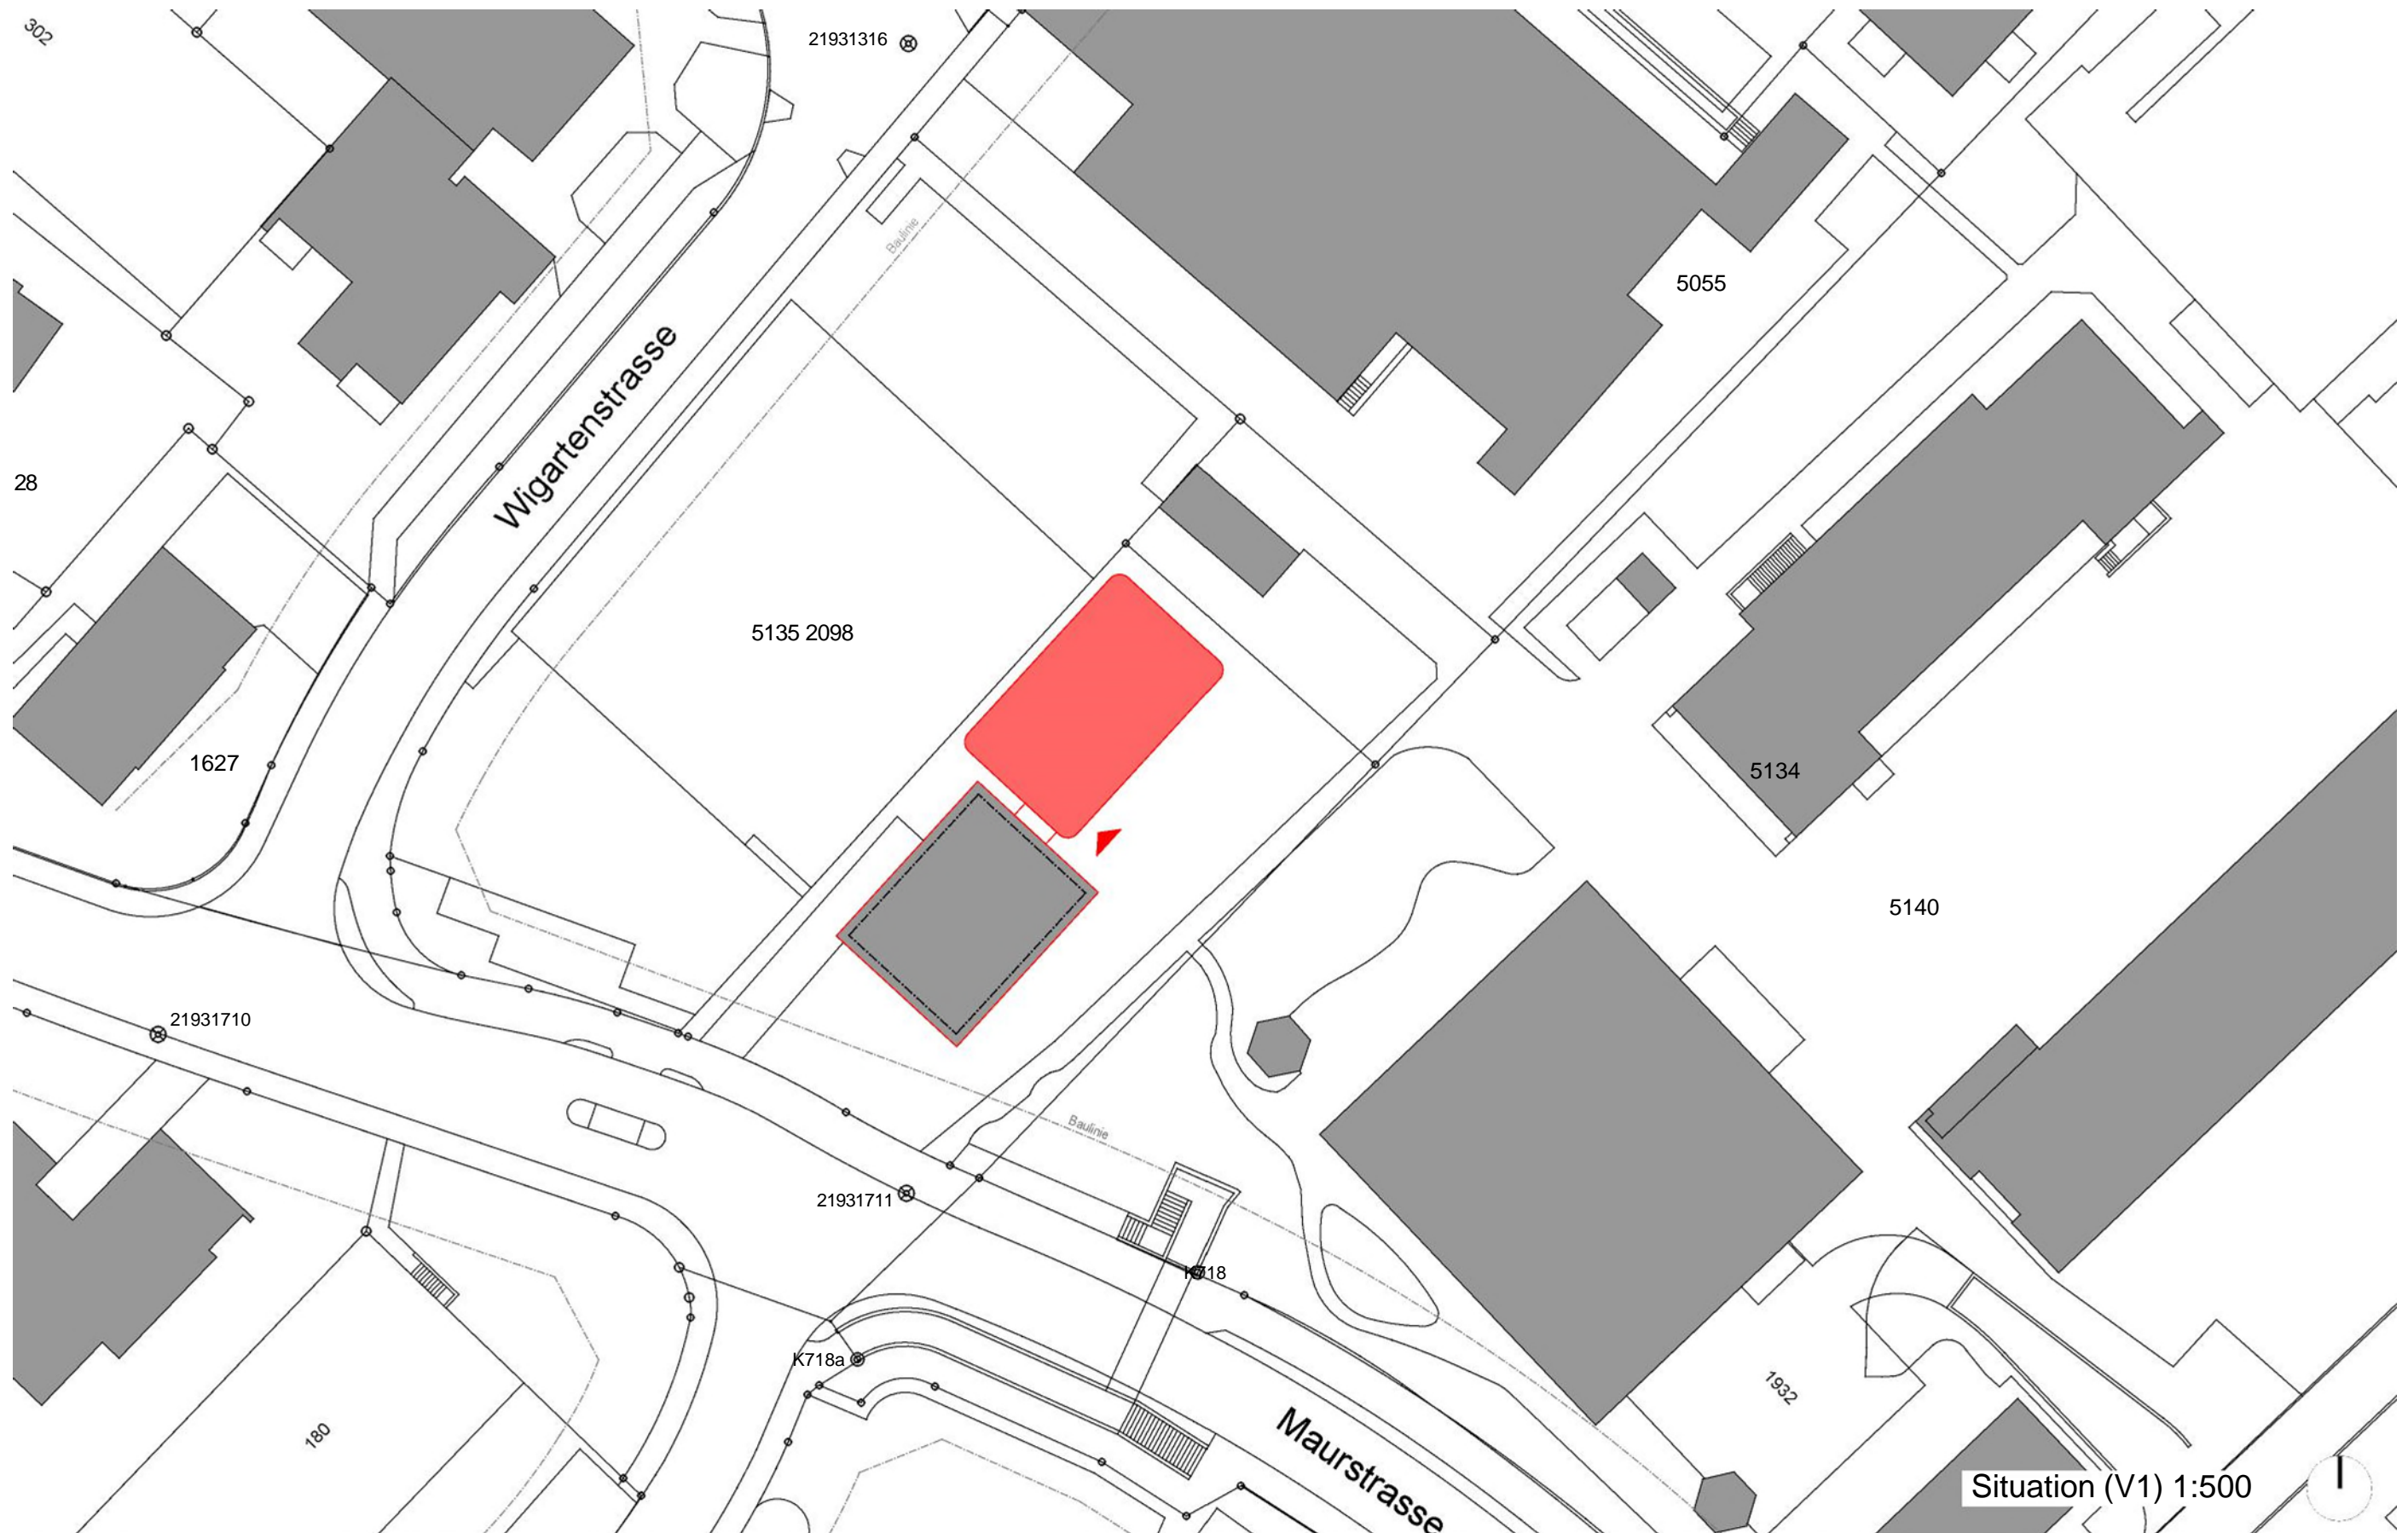 302
21931316
Baulinie
5055
Wigartenstrasse
28
5135 2098
1627
5134
5140
21931710
Baulinie
21931711
K718
K718a
1932
180
Maurstrasse
Situation (V1) 1:500